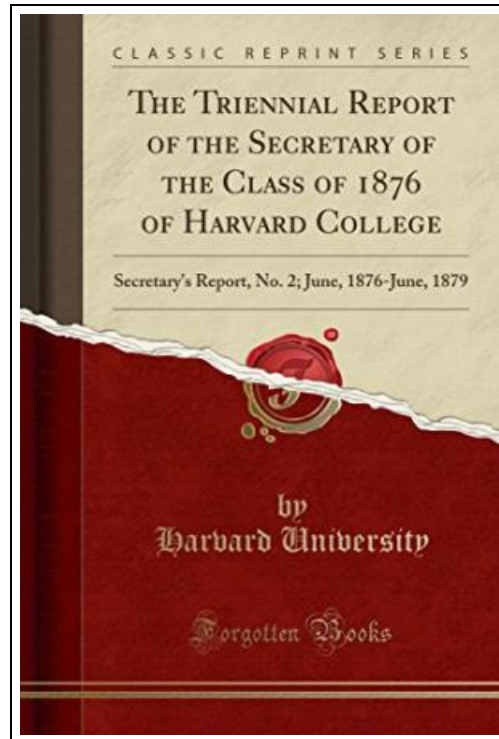 CLASSIC REPRINT SERIES
THE TRIENNIAL REPORT
OF THE SECRETARY OF
THE CLASS OF 1876
OF HARVARD COLLEGE
Secretary's Report, No. 2; June, 1876-June, 1879
by
Harvard University
Forgotten Books